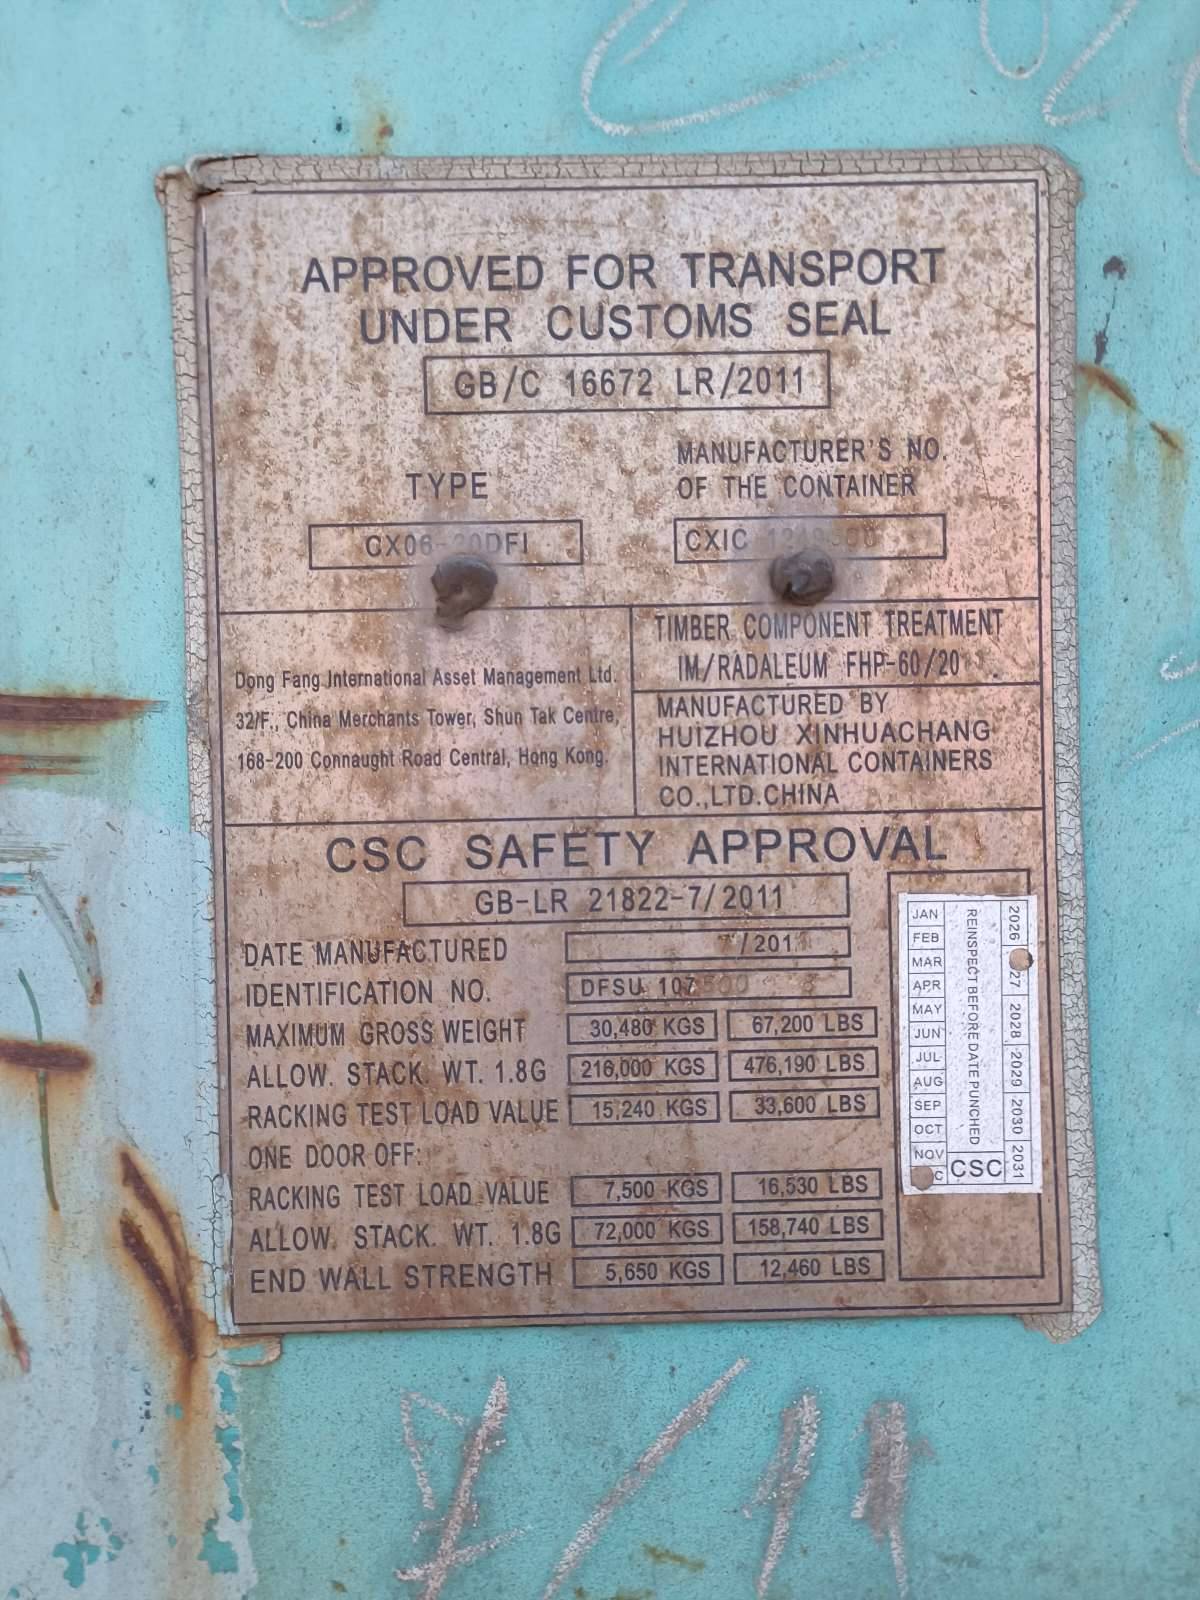 APPROVED FOR TRANSPORT
UNDER CUSTOMS SEAL
GB/C 16672 LR/2011
TYPE
MANUFACTURER'S NO.
OF THE CONTAINER
CXIC
Dong Fang International Asset Management Ltd.
32/F., China Merchants Tower, Shun Tak Centre,
168-200 Connaught Road Central, Hong Kong.
TIMBER COMPONENT TREATMENT
IM/RADALEUM
MANUFACTURED BY
HUIZHOU XINHUACHANG
INTERNATIONAL CONTAINERS
CO.,LTD.CHINA
CSC SAFETY APPROVAL
GB-LR 21822-7/2011
DATE MANUFACTURED
IDENTIFICATION NO. DFSU
MAXIMUM GROSS WEIGHT 30,480 KGS 67,200 LBS
ALLOW. STACK. WT. 1.8G 216,000 KGS 476,190 LBS
RACKING TEST LOAD VALUE 15,240 KGS 33,600 LBS
ONE DOOR OFF:
RACKING TEST LOAD VALUE 7,500 KGS 16,530 LBS
ALLOW. STACK. WT. 1.8G 72,000 KGS 158,740 LBS
END WALL STRENGTH 5,650 KGS 12,460 LBS
JAN
FEB
MAR
APR
MAY
JUN
JUL
AUG
SEP
OCT
NOV
REINSPECT BEFORE DATE PUNCHED
CSC
2026
2028
2029
2030
2031
7/11